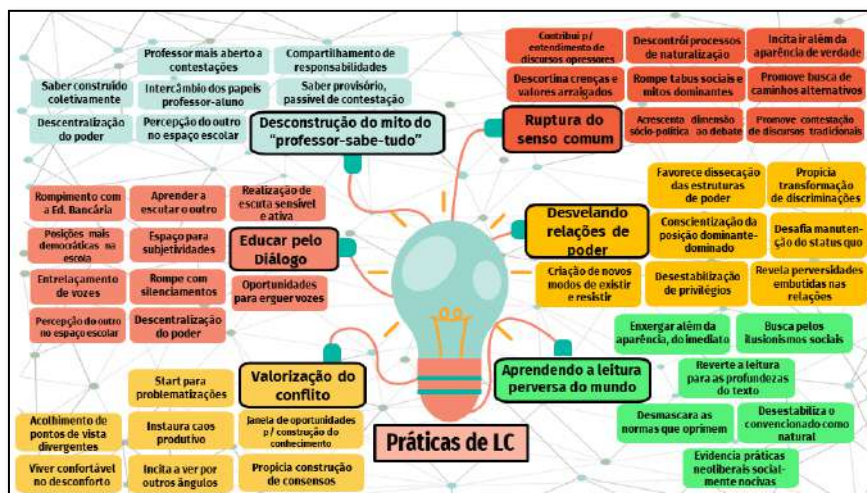 Professor mais aberto a
contestações
Compartilhamento de
responsabilidades
Saber construído
coletivamente
Intercâmbio dos papeis
professor-aluno
Saber provisório,
passível de contestação
Descentralização
do poder
Percepção do outro
no espaço escolar
Desconstrução do mito do
“professor-sabe-tudo”
Contribui p/
entendimento de
discursos opressores
Descontrói processos
de naturalização
Incita ir além da
aparência de verdade
Descortina crenças e
valores arraigados
Rompe tabus sociais e
mitos dominantes
Promove busca de
caminhos alternativos
Ruptura do
senso comum
Acrescenta dimensão
sócio-política ao debate
Promove contestação
de discursos tradicionais
Rompimento com
a Ed. Bancária
Aprender a
escutar o outro
Realização de
escuta sensível
e ativa
Posições mais
democráticas na
escola
Espaço para
subjetividades
Educar pelo
Diálogo
Entrelaçamento
de vozes
Rompe com
silenciamentos
Oportunidades
para erguer vozes
Percepção do outro
no espaço escolar
Descentralização
do poder
Favorece dissecação
das estruturas
de poder
Propicia
transformação
de discriminações
Desvelando
relações de
poder
Conscientização da
posição dominante-
dominado
Desafia manuten-
ção do status quo
Criação de novos
modos de existir
e resistir
Desestabilização
de privilégios
Revela perversidades
embutidas nas
relações
Start para
problematizações
Valorização do
conflito
Acolhimento de
pontos de vista
divergentes
Instaura caos
produtivo
Janela de oportunidades
p/ construção do
conhecimento
Viver confortável
no desconforto
Incita a ver por
outros ângulos
Propicia construção
de consensos
Práticas de LC
Enxergar além da
aparência, do imediato
Busca pelos
ilusionismos sociais
Aprendendo a leitura
perversa do mundo
Reverte a leitura
para as profundezas
do texto
Desmascara as
normas que oprimem
Desestabiliza o
convencionado como
natural
Evidencia práticas
neoliberais social-
mente nocivas